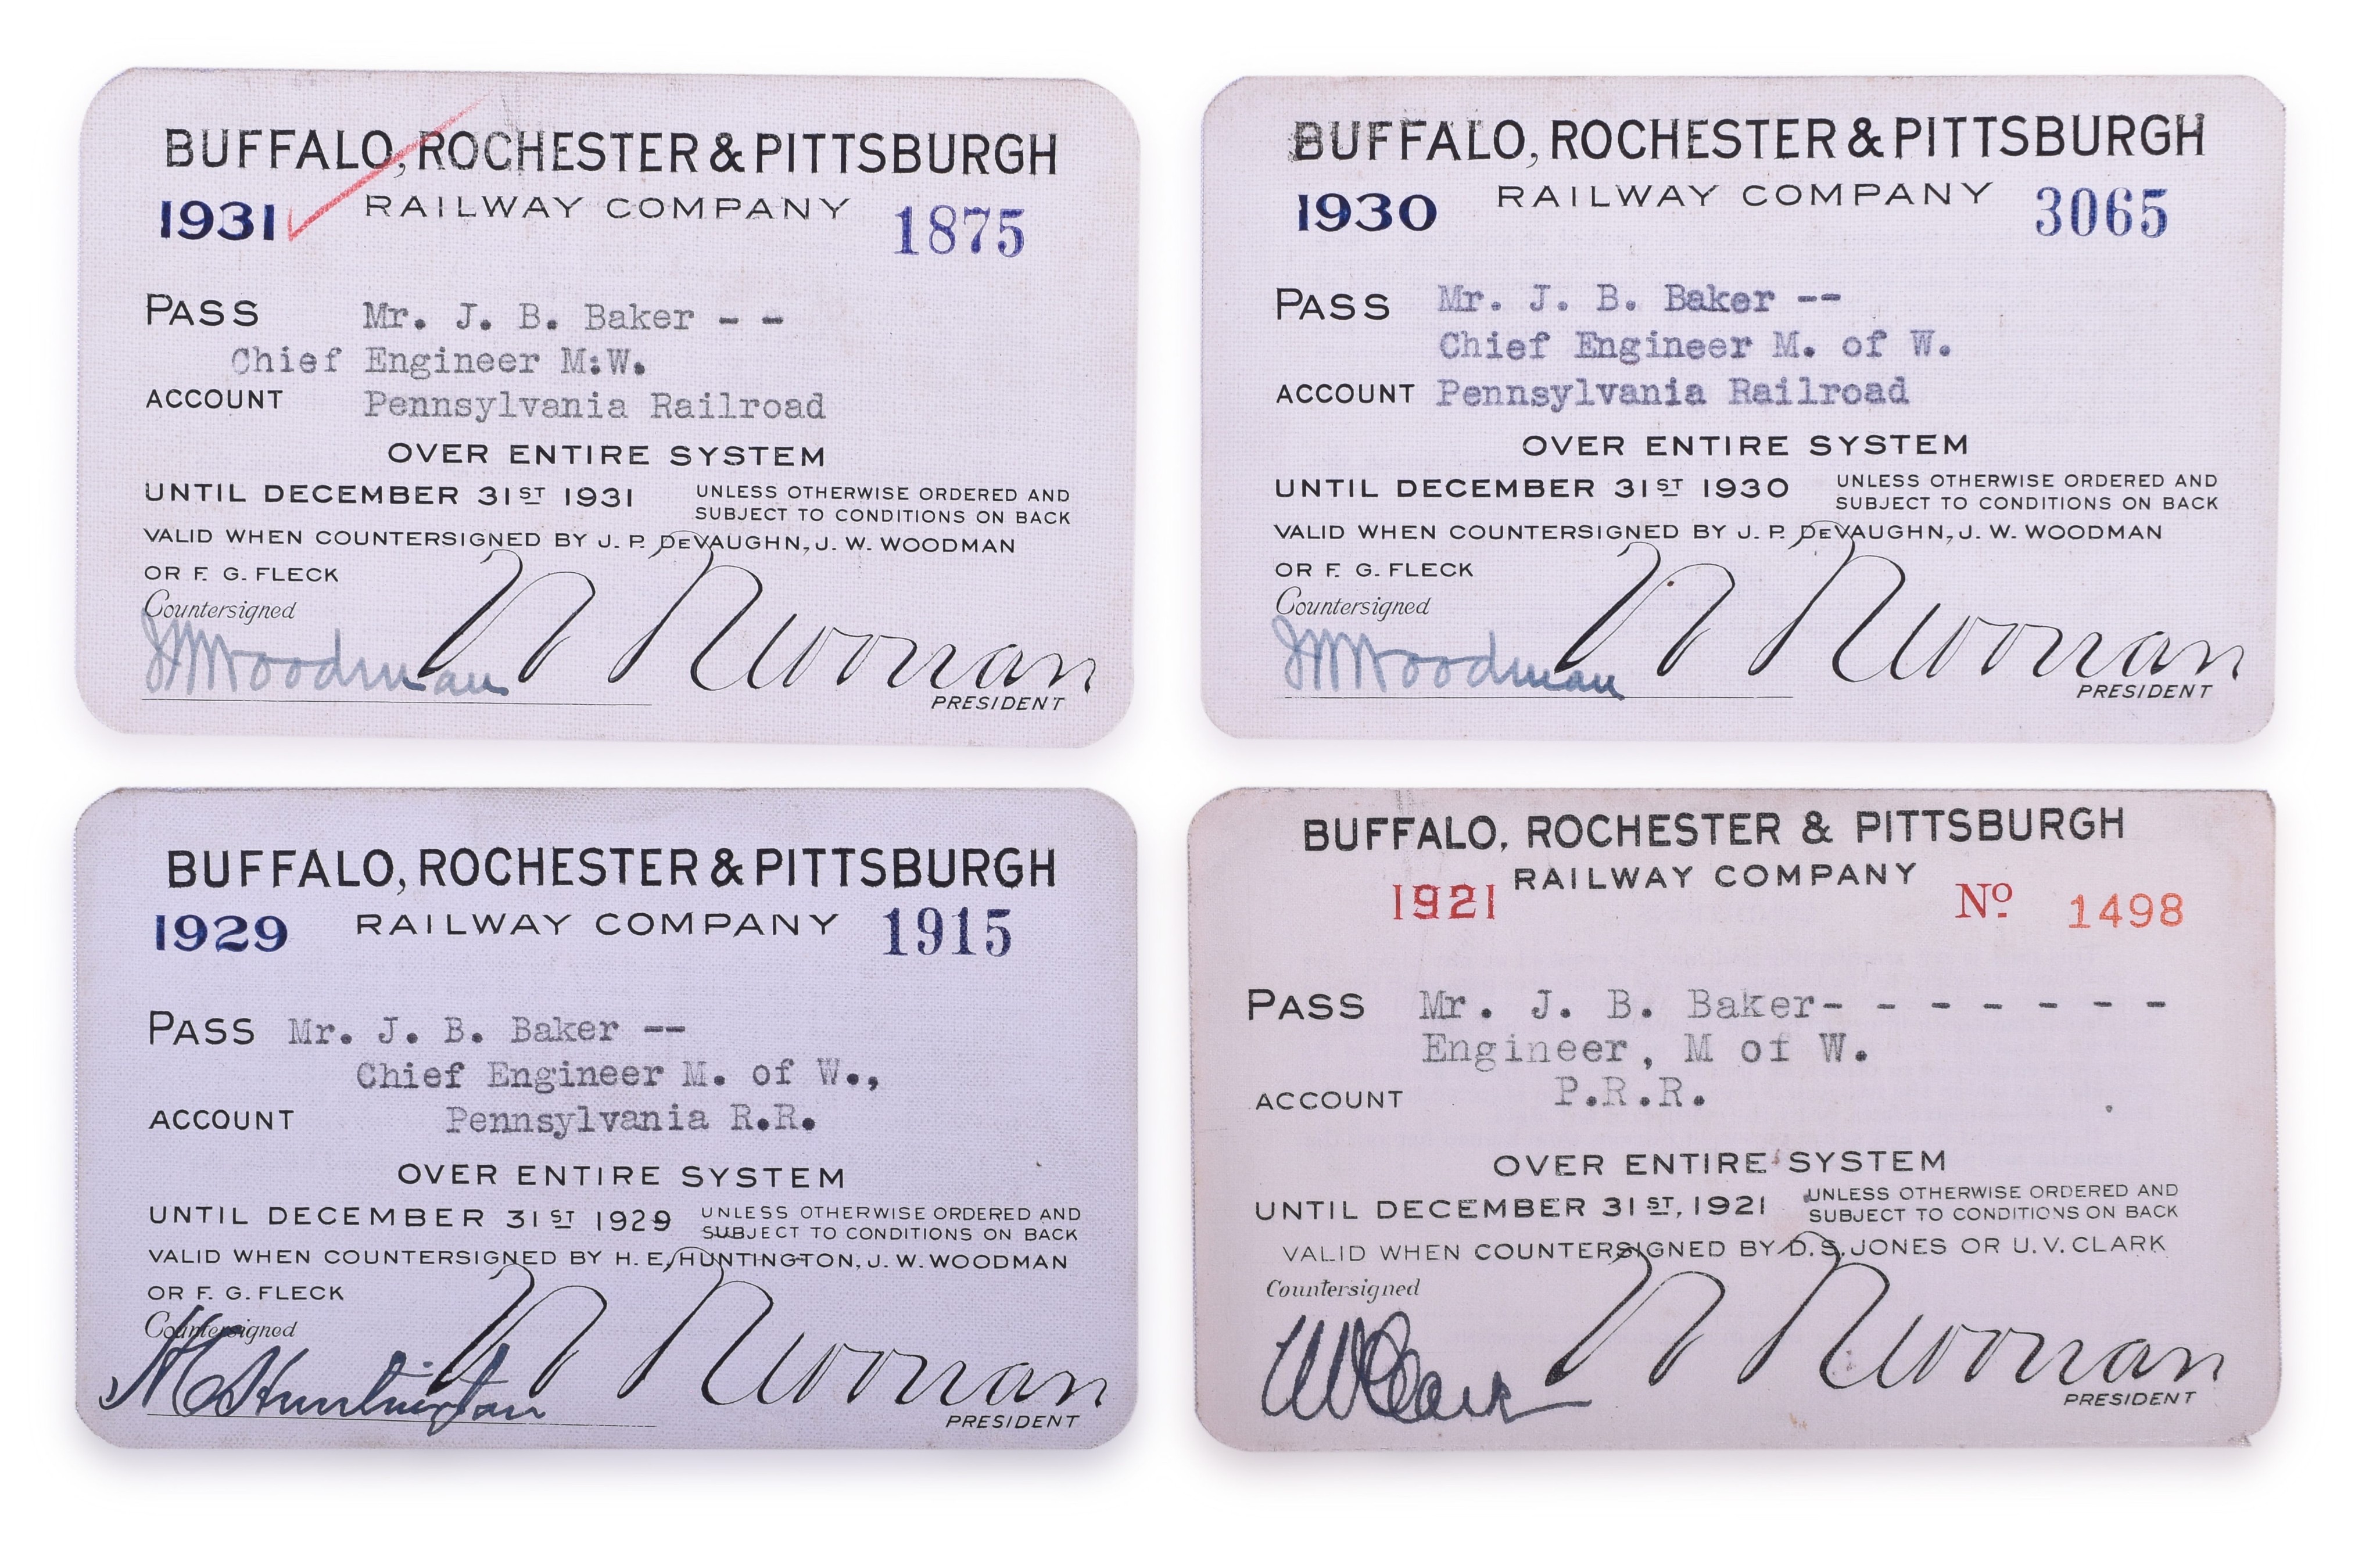 BUFFALO, ROCHESTER & PITTSBURGH
RAILWAY COMPANY
1931
1875
PASS Mr. J. B. Baker - -
Chief Engineer M:W.
ACCOUNT Pennsylvania Railroad
OVER ENTIRE SYSTEM
UNTIL DECEMBER 31ST 1931 UNLESS OTHERWISE ORDERED AND
SUBJECT TO CONDITIONS ON BACK
VALID WHEN COUNTERSIGNED BY J. P. DEVAUGHN, J. W. WOODMAN
OR F. G. FLECK
Countersigned
JWWoodman
PRESIDENT
BUFFALO, ROCHESTER & PITTSBURGH
RAILWAY COMPANY
1930
3065
PASS Mr. J. B. Baker --
Chief Engineer M. of W.
ACCOUNT Pennsylvania Railroad
OVER ENTIRE SYSTEM
UNTIL DECEMBER 31ST 1930 UNLESS OTHERWISE ORDERED AND
SUBJECT TO CONDITIONS ON BACK
VALID WHEN COUNTERSIGNED BY J. P. DEVAUGHN, J. W. WOODMAN
OR F. G. FLECK
Countersigned
JWWoodman
PRESIDENT
BUFFALO, ROCHESTER & PITTSBURGH
1929 RAILWAY COMPANY 1915
PASS Mr. J. B. Baker --
Chief Engineer M. of W.,
ACCOUNT Pennsylvania R.R.
OVER ENTIRE SYSTEM
UNTIL DECEMBER 31ST 1929 UNLESS OTHERWISE ORDERED AND
SUBJECT TO CONDITIONS ON BACK
VALID WHEN COUNTERSIGNED BY H. E. HUNTINGTON, J. W. WOODMAN
OR F. G. FLECK
Countersigned
HEHuntington
PRESIDENT
BUFFALO, ROCHESTER & PITTSBURGH
RAILWAY COMPANY
1921 No 1498
PASS Mr. J. B. Baker- - - - - - - -
Engineer, M of W.
ACCOUNT P.R.R.
OVER ENTIRE SYSTEM
UNTIL DECEMBER 31ST, 1921 UNLESS OTHERWISE ORDERED AND
SUBJECT TO CONDITIONS ON BACK
VALID WHEN COUNTERSIGNED BY D. S. JONES OR U. V. CLARK
Countersigned
UVClark
PRESIDENT